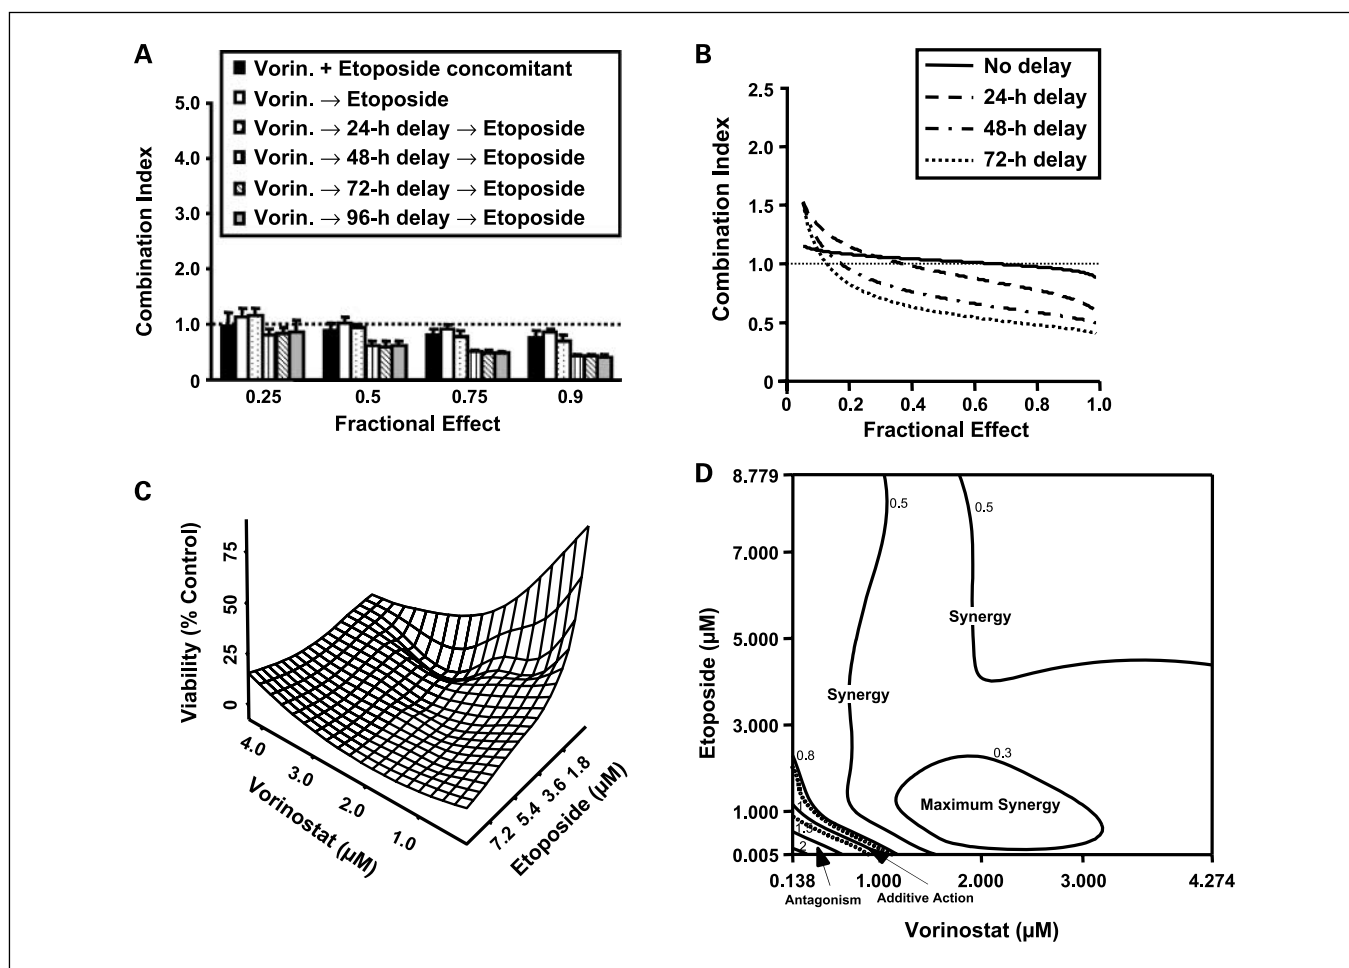 A
Vorin. + Etoposide concomitant
Vorin. → Etoposide
Vorin. → 24-h delay → Etoposide
Vorin. → 48-h delay → Etoposide
Vorin. → 72-h delay → Etoposide
Vorin. → 96-h delay → Etoposide
Combination Index
5.0
4.0
3.0
2.0
1.0
0
0.25 0.5 0.75 0.9
Fractional Effect
B
No delay
24-h delay
48-h delay
72-h delay
Combination Index
2.5
2.0
1.5
1.0
0.5
0
0 0.2 0.4 0.6 0.8 1.0
Fractional Effect
C
Viability (% Control)
75
50
25
0
4.0 3.0 2.0 1.0
Vorinostat (µM)
7.2 5.4 3.6 1.8
Etoposide (µM)
D
Etoposide (µM)
8.779
7.000
5.000
3.000
1.000
0.005
0.5
0.5
Synergy
Synergy
0.8
0.3
Maximum Synergy
1
1.5
2
0.138 1.000 2.000 3.000 4.274
Antagonism
Additive Action
Vorinostat (µM)